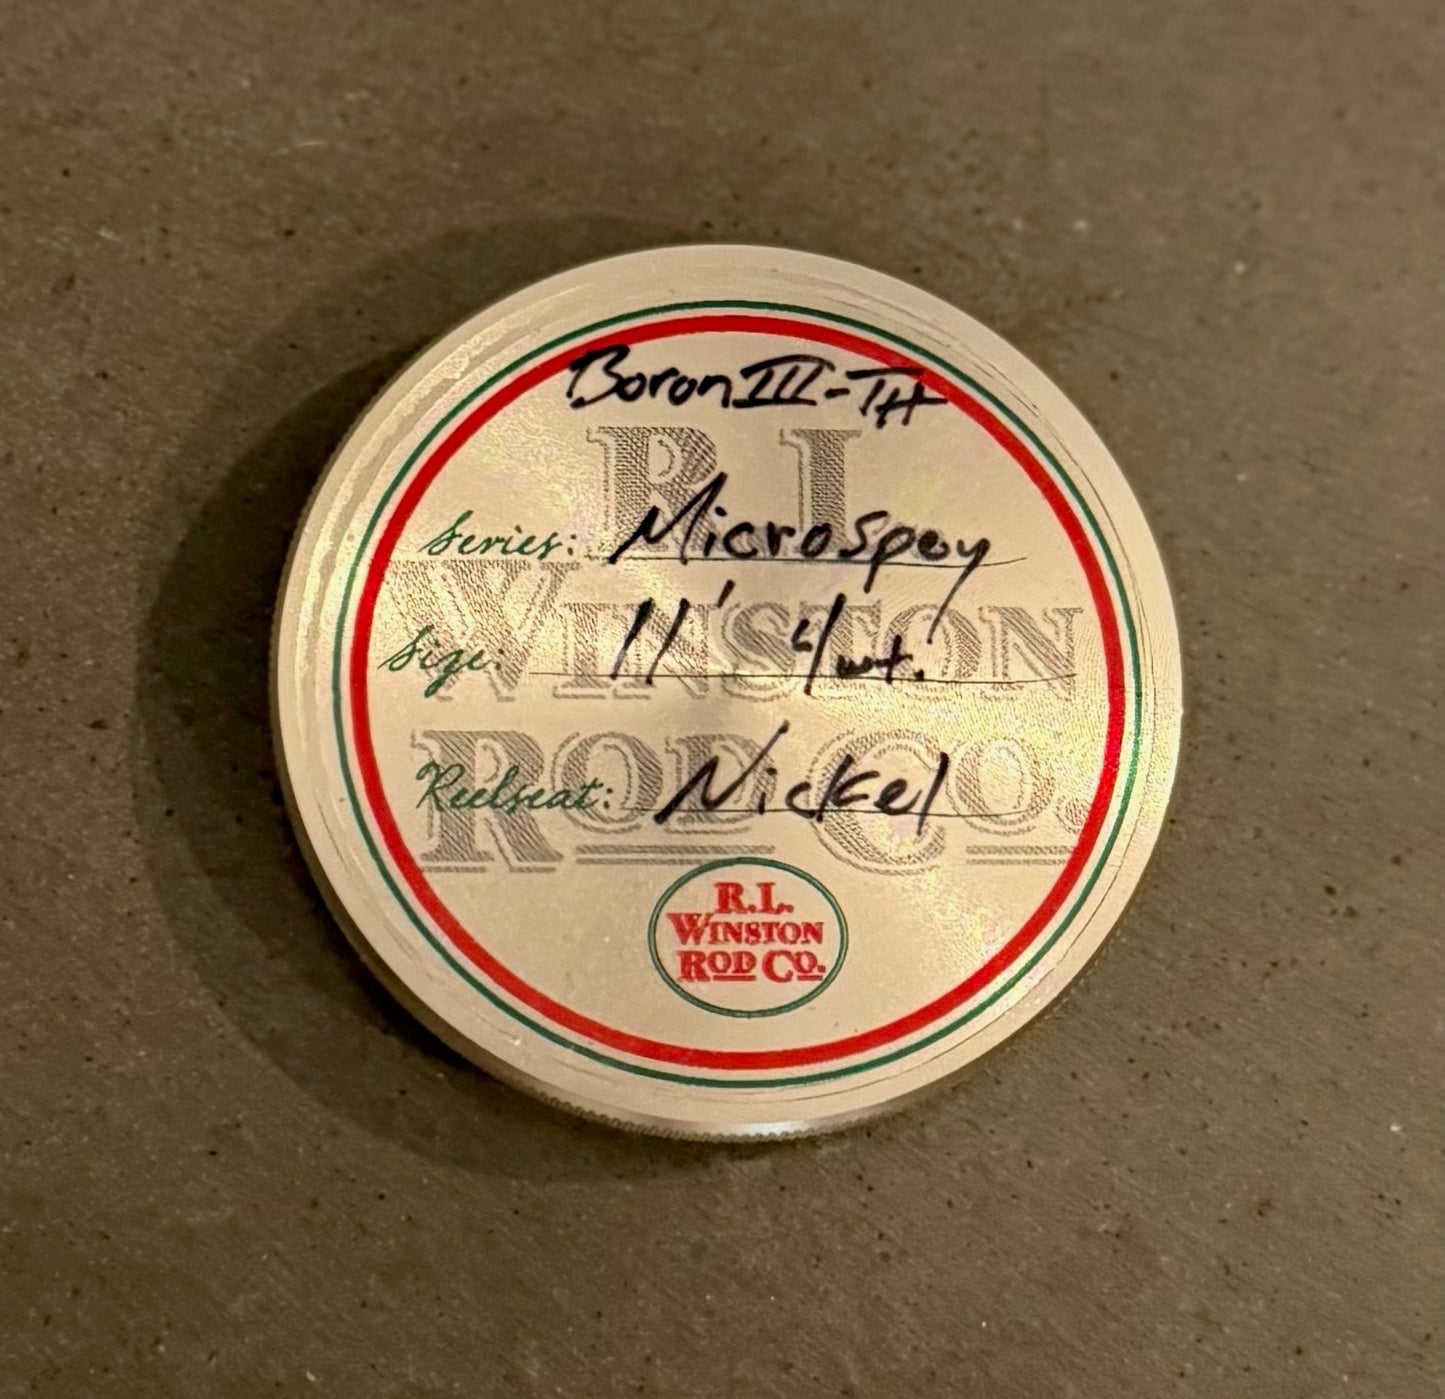 Boron III-TH
R.L.
Series: Microspey
WINSTON
Size: 11' 4wt.
ROD CO.
Reelseat: Nickel
R.L.
WINSTON
ROD CO.